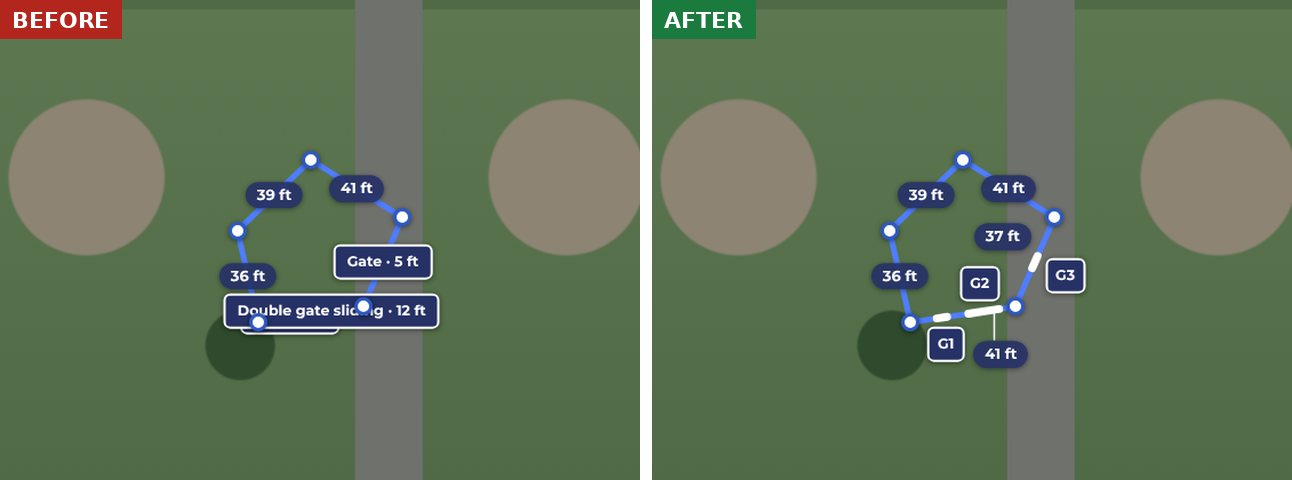 BEFORE
39 ft
41 ft
Gate · 5 ft
36 ft
Double gate sliding · 12 ft
AFTER
39 ft
41 ft
37 ft
36 ft
G2
G3
G1
41 ft